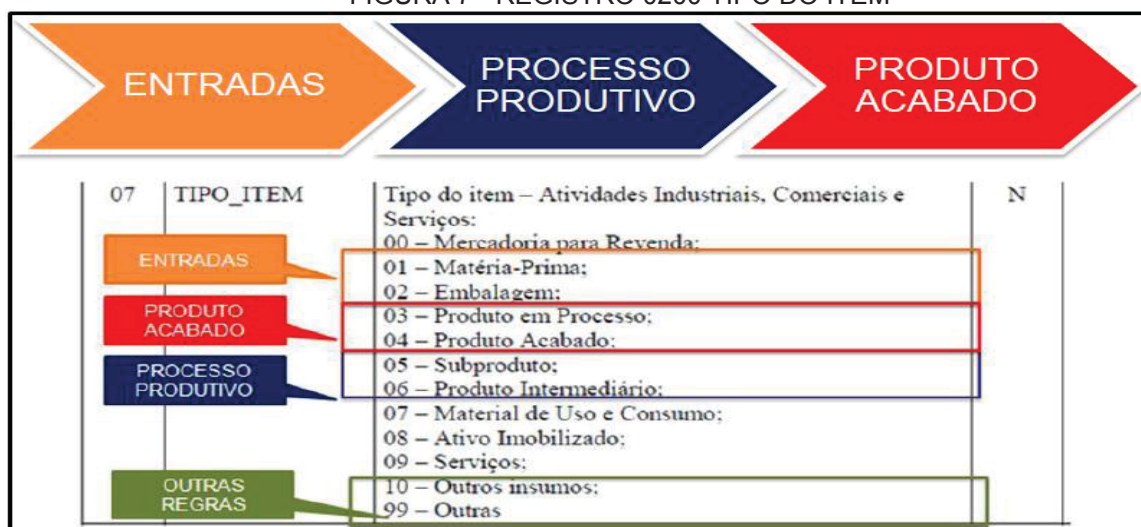 ENTRADAS
PROCESSO
PRODUTIVO
PRODUTO
ACABADO
07 TIPO_ITEM Tipo do item – Atividades Industriais, Comerciais e N
Serviços:
00 – Mercadoria para Revenda;
ENTRADAS
01 – Matéria-Prima;
02 – Embalagem;
PRODUTO
ACABADO
03 – Produto em Processo;
04 – Produto Acabado;
PROCESSO
PRODUTIVO
05 – Subproduto;
06 – Produto Intermediário;
07 – Material de Uso e Consumo;
08 – Ativo Imobilizado;
09 – Serviços;
OUTRAS
REGRAS
10 – Outros insumos;
99 – Outras